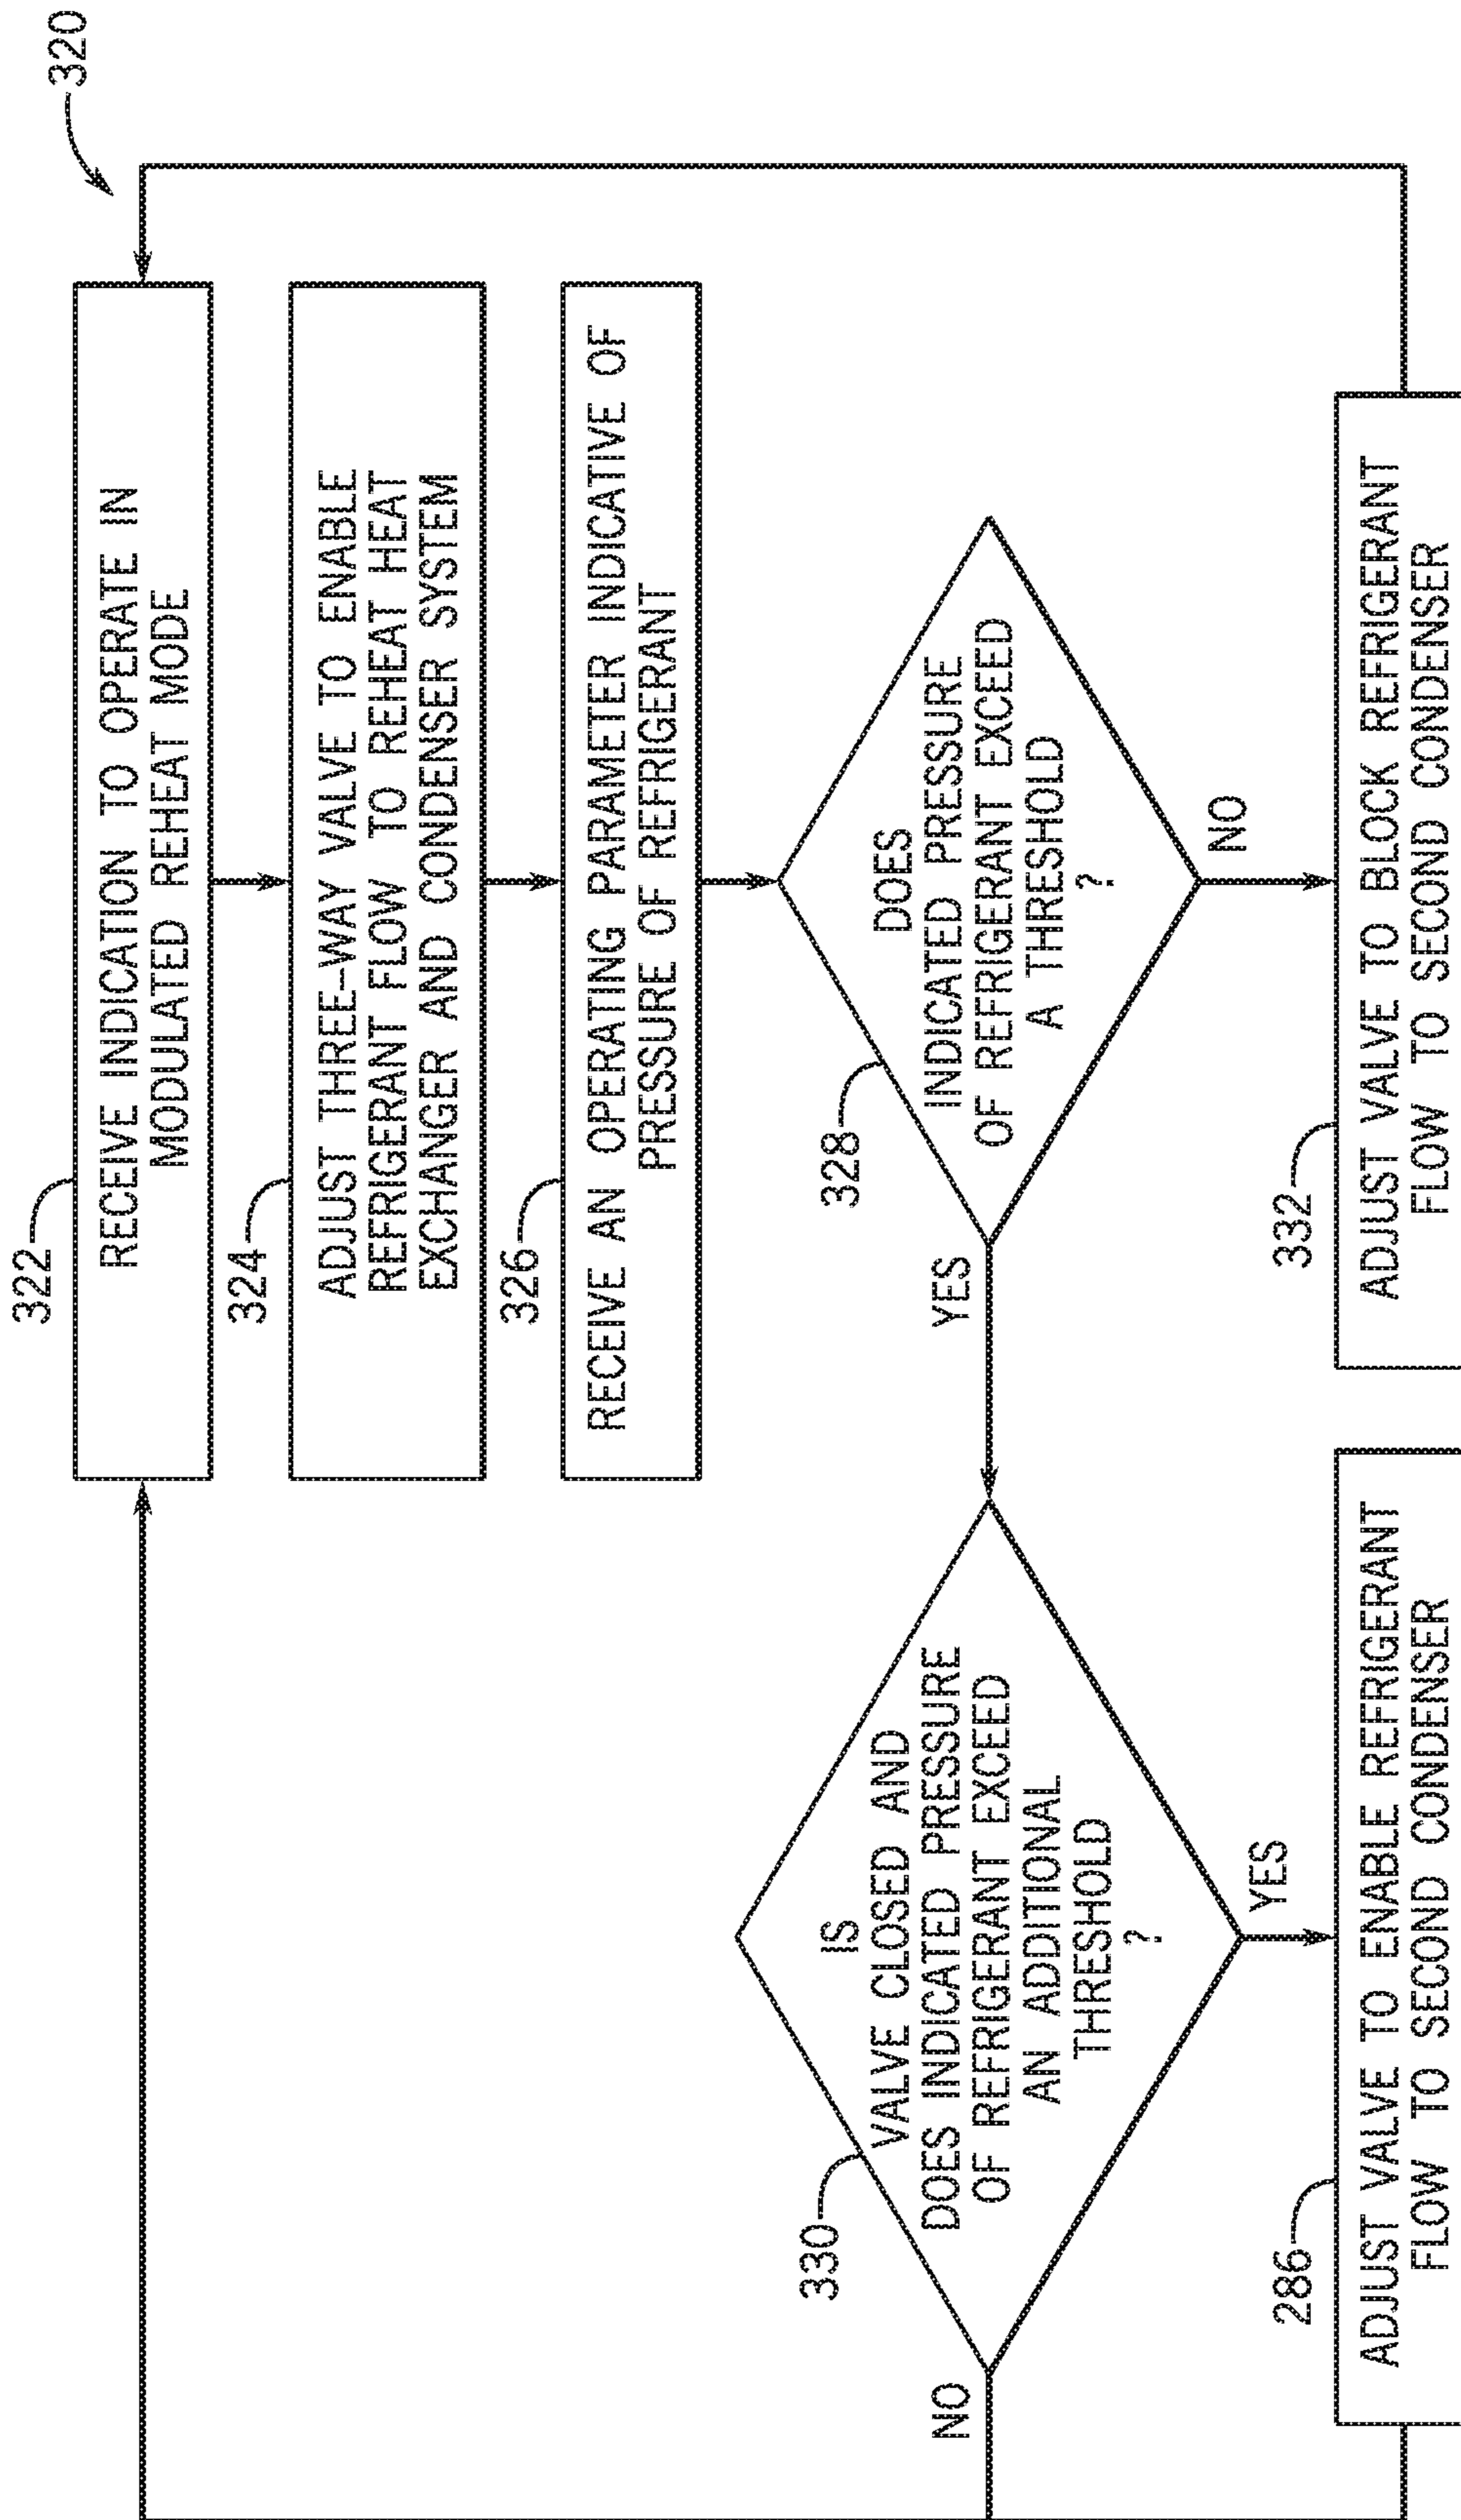 320
322
RECEIVE INDICATION TO OPERATE IN
MODULATED REHEAT MODE
324
ADJUST THREE-WAY VALVE TO ENABLE
REFRIGERANT FLOW TO REHEAT HEAT
EXCHANGER AND CONDENSER SYSTEM
326
RECEIVE AN OPERATING PARAMETER INDICATIVE OF
PRESSURE OF REFRIGERANT
328
DOES
INDICATED PRESSURE
OF REFRIGERANT EXCEED
A THRESHOLD
?
YES
NO
330
IS
VALVE CLOSED AND
DOES INDICATED PRESSURE
OF REFRIGERANT EXCEED
AN ADDITIONAL
THRESHOLD
?
NO
YES
286
ADJUST VALVE TO ENABLE REFRIGERANT
FLOW TO SECOND CONDENSER
332
ADJUST VALVE TO BLOCK REFRIGERANT
FLOW TO SECOND CONDENSER